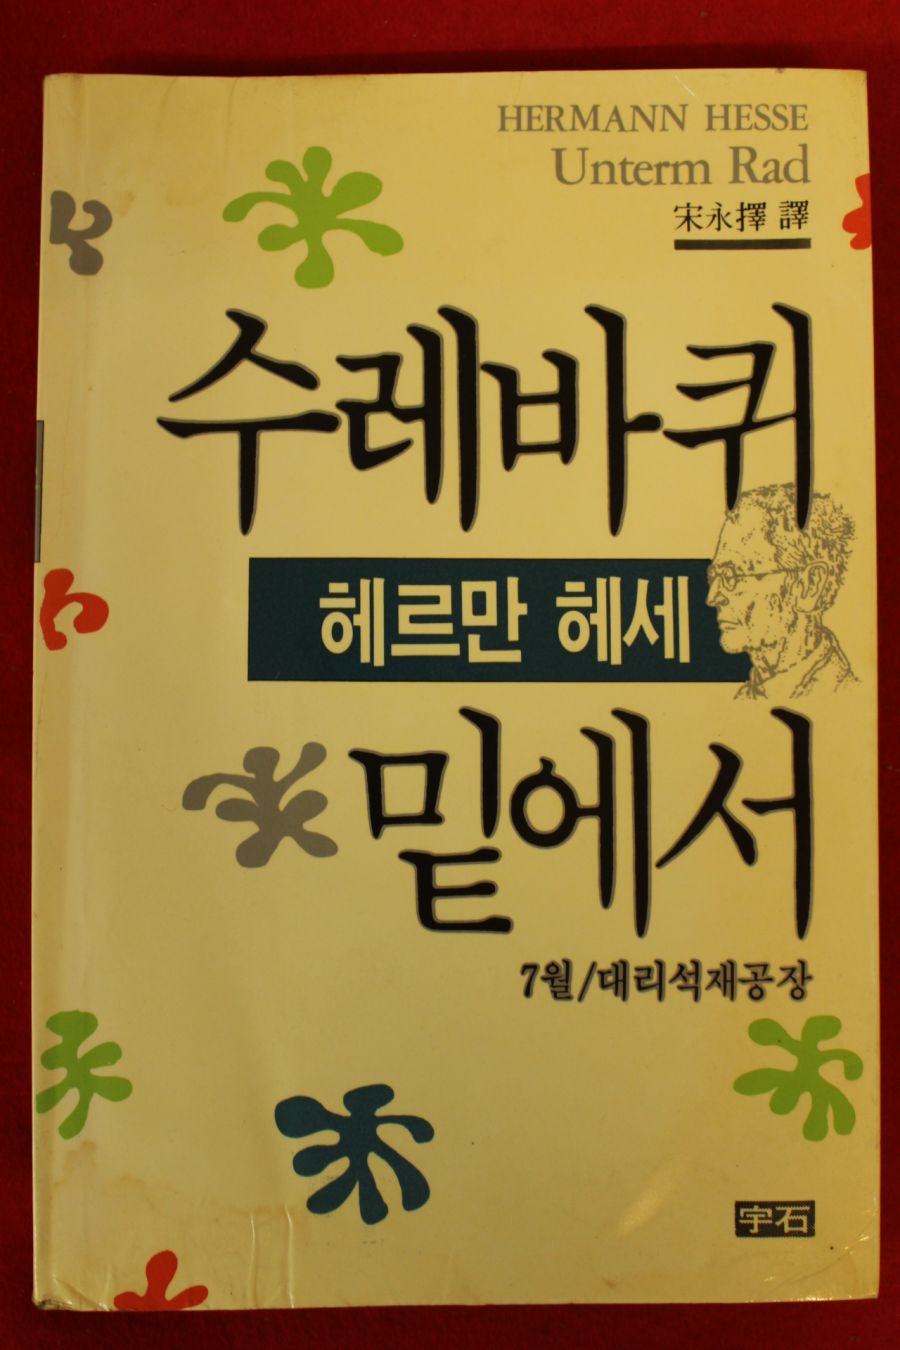 HERMANN HESSE
Unterm Rad
宋永擇 譯
수레바퀴
헤르만 헤세
밑에서
7월/대리석재공장
宇石